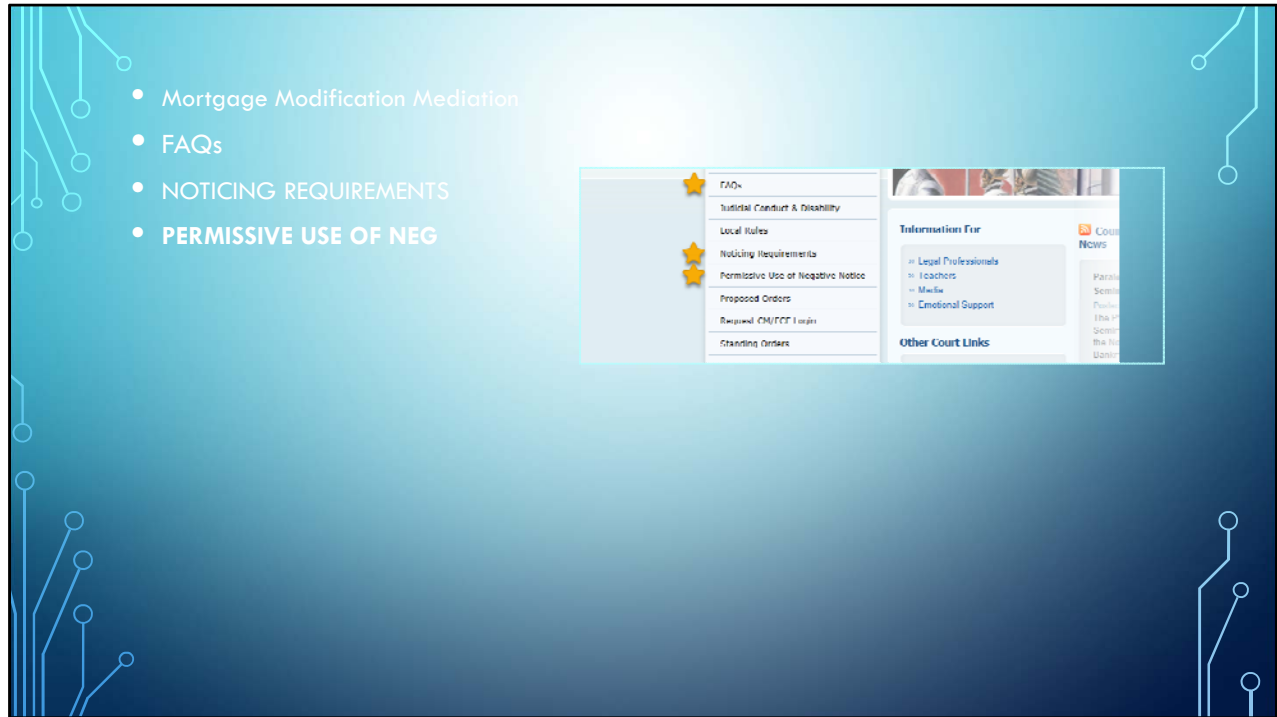 Mortgage Modification Mediation
FAQs
NOTICING REQUIREMENTS
PERMISSIVE USE OF NEG
FAQs
Judicial Conduct & Disability
Local Rules
Noticing Requirements
Permissive Use of Negative Notice
Proposed Orders
Request CM/ECF Login
Standing Orders
Information For
» Legal Professionals
» Teachers
» Media
» Emotional Support
Other Court Links
News
The
the